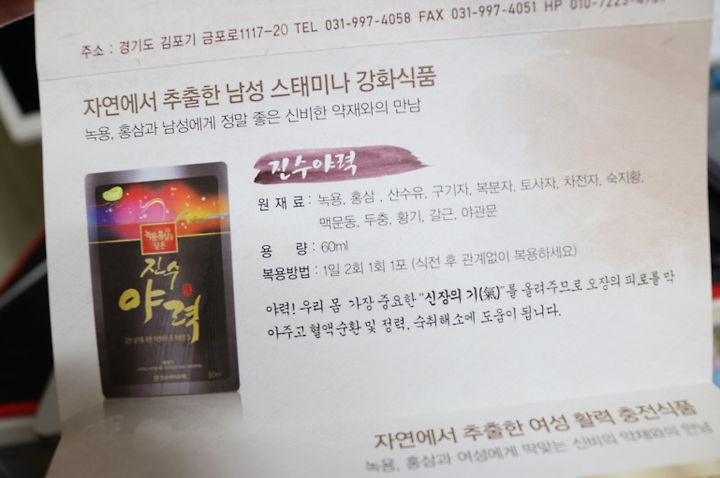 주소 : 경기도 김포기 금포로1117-20 TEL 031-997-4058 FAX 031-997-4051 HP
자연에서 추출한 남성 스태미나 강화식품
녹용, 홍삼과 남성에게 정말 좋은 신비한 약재와의 만남
진수야력
원 재 료 : 녹용, 홍삼 , 산수유, 구기자, 복분자, 토사자, 차전자, 숙지황,
맥문동, 두충, 황기, 갈근, 야관문
용 량 : 60ml
복용방법 : 1일 2회 1회 1포 (식전 후 관계없이 복용하세요)
야력! 우리 몸 가장 중요한 "신장의 기(氣)"를 올려주므로 오장의 피로를 막
아주고 혈액순환 및 정력, 숙취해소에 도움이 됩니다.
녹용홍삼을
담은
진수
야력
자연에서 추출한 여성 활력 충전식품
녹용, 홍삼과 여성에게 딱맞는 신비의 약재와의 만남